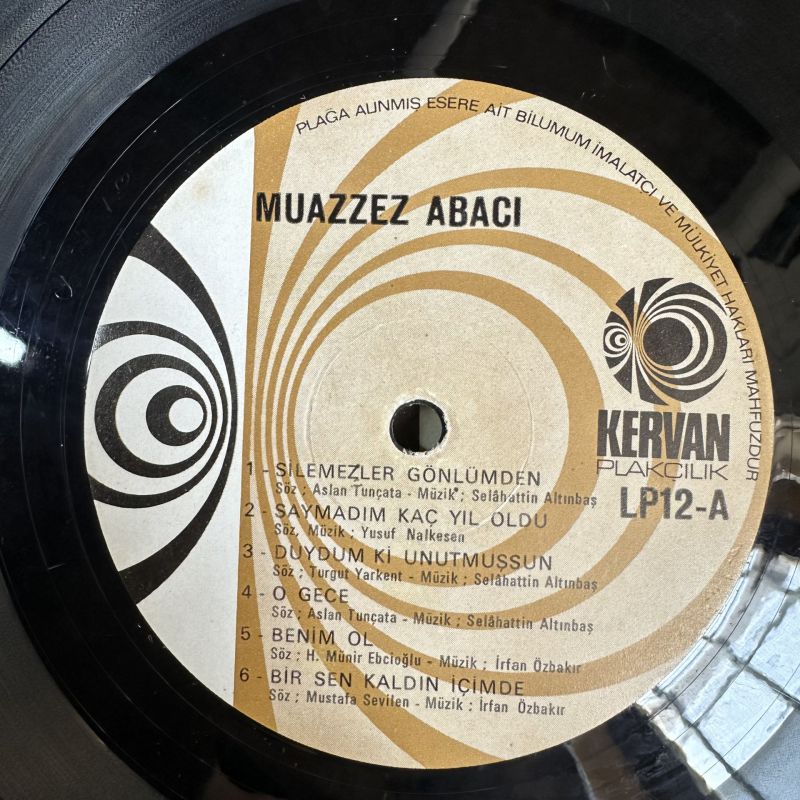 PLAĞA ALINMIŞ ESERE AİT BİLUMUM İMALATÇI VE MÜLKİYET HAKLARI MAHFUZDUR
MUAZZEZ ABACI
KERVAN
PLAKCILIK
LP12-A
1 - SİLEMEZLER GÖNLÜMDEN
Söz ; Aslan Tunçata - Müzik ; Selâhattin Altınbaş
2 - SAYMADIM KAÇ YIL OLDU
Söz, Müzik ; Yusuf Nalkesen
3 - DUYDUM Kİ UNUTMUŞSUN
Söz ; Turgut Yarkent - Müzik ; Selâhattin Altınbaş
4 - O GECE
Söz ; Aslan Tunçata - Müzik ; Selâhattin Altınbaş
5 - BENİM OL
Söz ; H. Münir Ebcioğlu - Müzik ; İrfan Özbakır
6 - BİR SEN KALDIN İÇİMDE
Söz ; Mustafa Sevilen - Müzik ; İrfan Özbakır